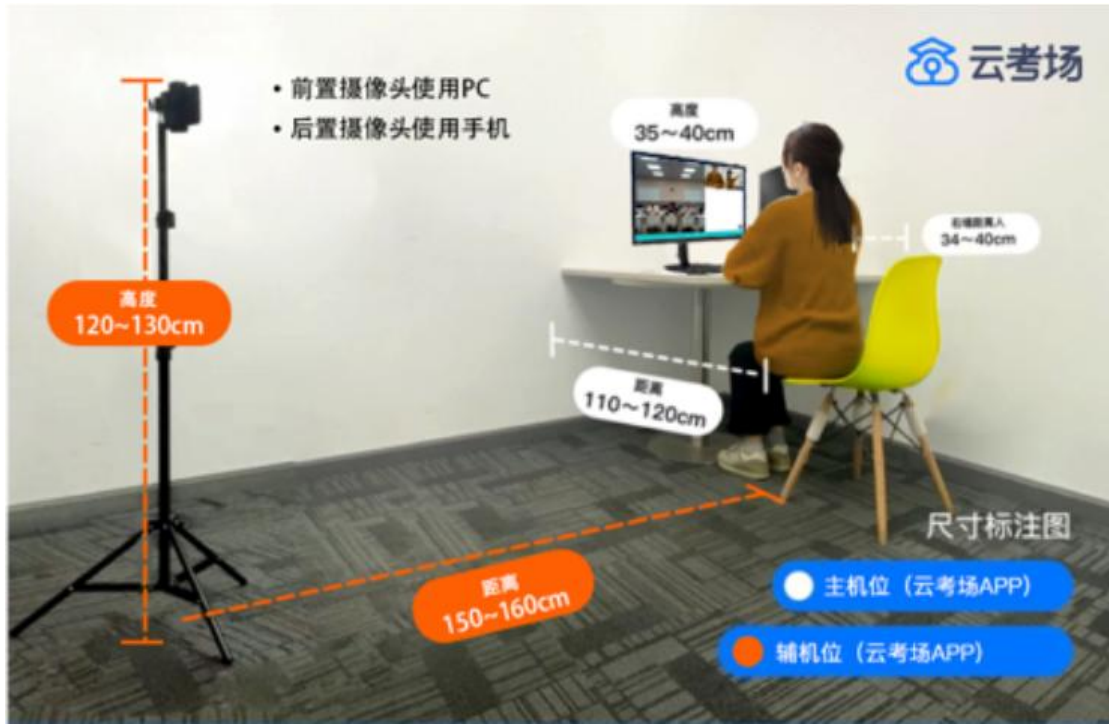 云考场
• 前置摄像头使用PC
• 后置摄像头使用手机
高度
35～40cm
右墙距离人
34～40cm
高度
120~130cm
距离
110～120cm
距离
150~160cm
尺寸标注图
主机位（云考场APP）
辅机位（云考场APP）